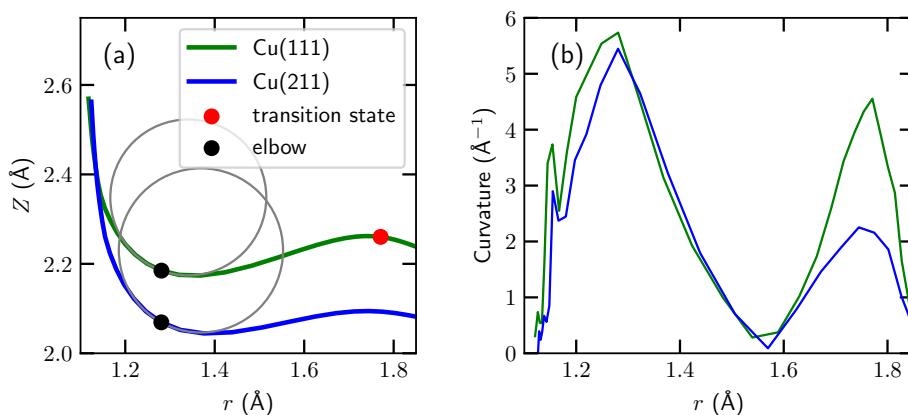 (a)
Cu(111)
Cu(211)
transition state
elbow
2.6
2.4
2.2
2.0
Z (Å)
1.2 1.4 1.6 1.8
r (Å)
(b)
6
5
4
3
2
1
0
Curvature (Å⁻¹)
1.2 1.4 1.6 1.8
r (Å)